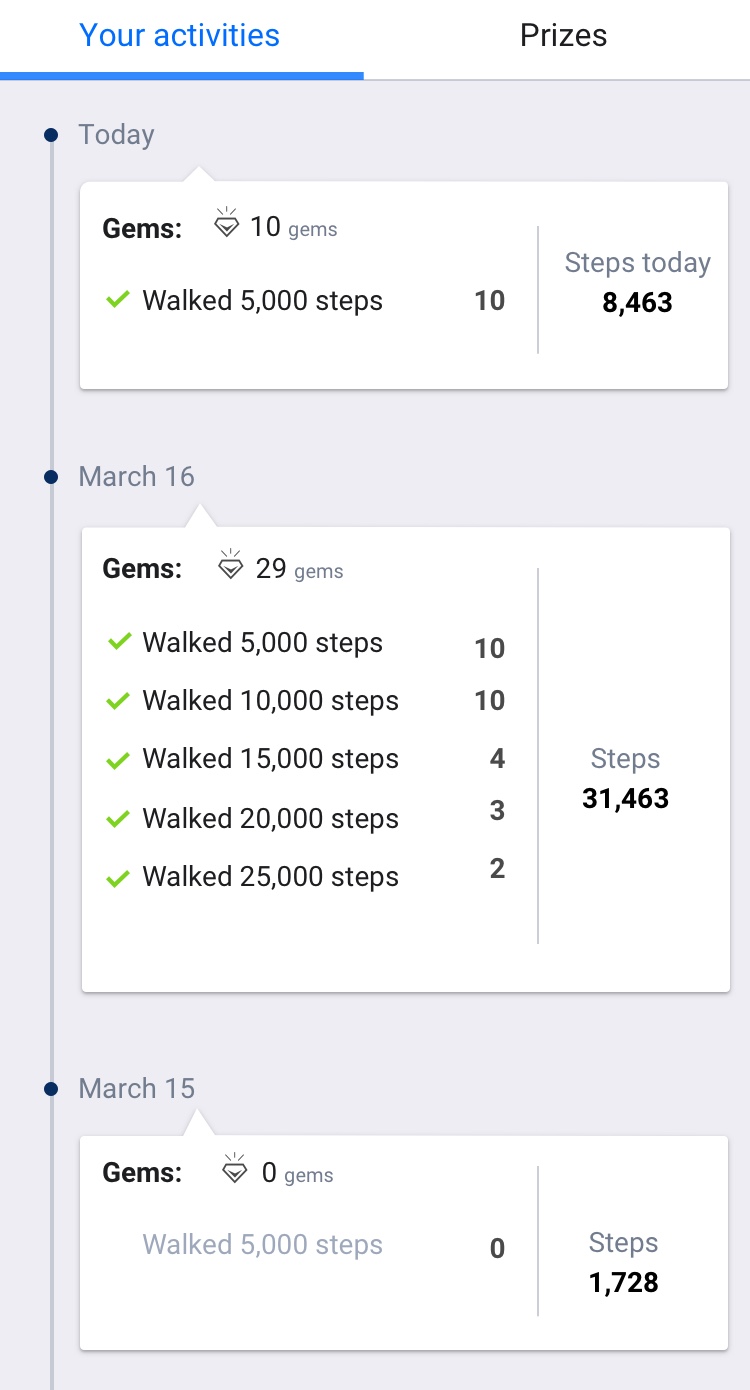 Your activities Prizes
Today
Gems: 10 gems
Walked 5,000 steps 10
Steps today
8,463
March 16
Gems: 29 gems
Walked 5,000 steps 10
Walked 10,000 steps 10
Walked 15,000 steps 4
Walked 20,000 steps 3
Walked 25,000 steps 2
Steps
31,463
March 15
Gems: 0 gems
Walked 5,000 steps 0
Steps
1,728